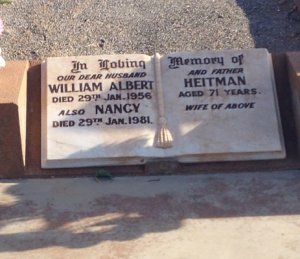 In Loving Memory of
OUR DEAR HUSBAND AND FATHER
WILLIAM ALBERT HEITMAN
DIED 29TH JAN. 1956 AGED 71 YEARS.
ALSO NANCY WIFE OF ABOVE
DIED 29TH JAN. 1981.